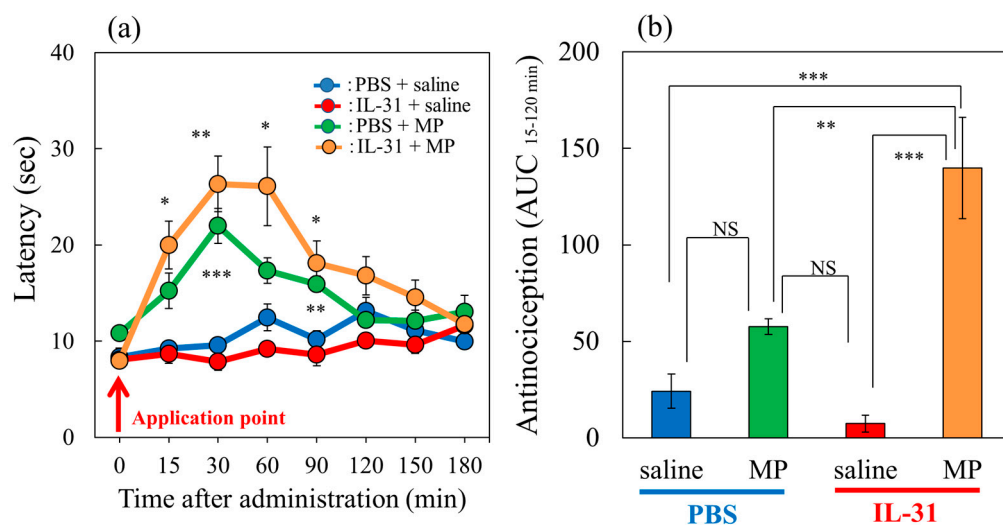 (a)
40
30
20
10
0
Latency (sec)
:PBS + saline
:IL-31 + saline
:PBS + MP
:IL-31 + MP
*
**
*
*
***
**
Application point
0 15 30 60 90 120 150 180
Time after administration (min)
(b)
200
150
100
50
0
Antinociception (AUC 15-120 min)
***
**
***
NS
NS
saline MP saline MP
PBS IL-31